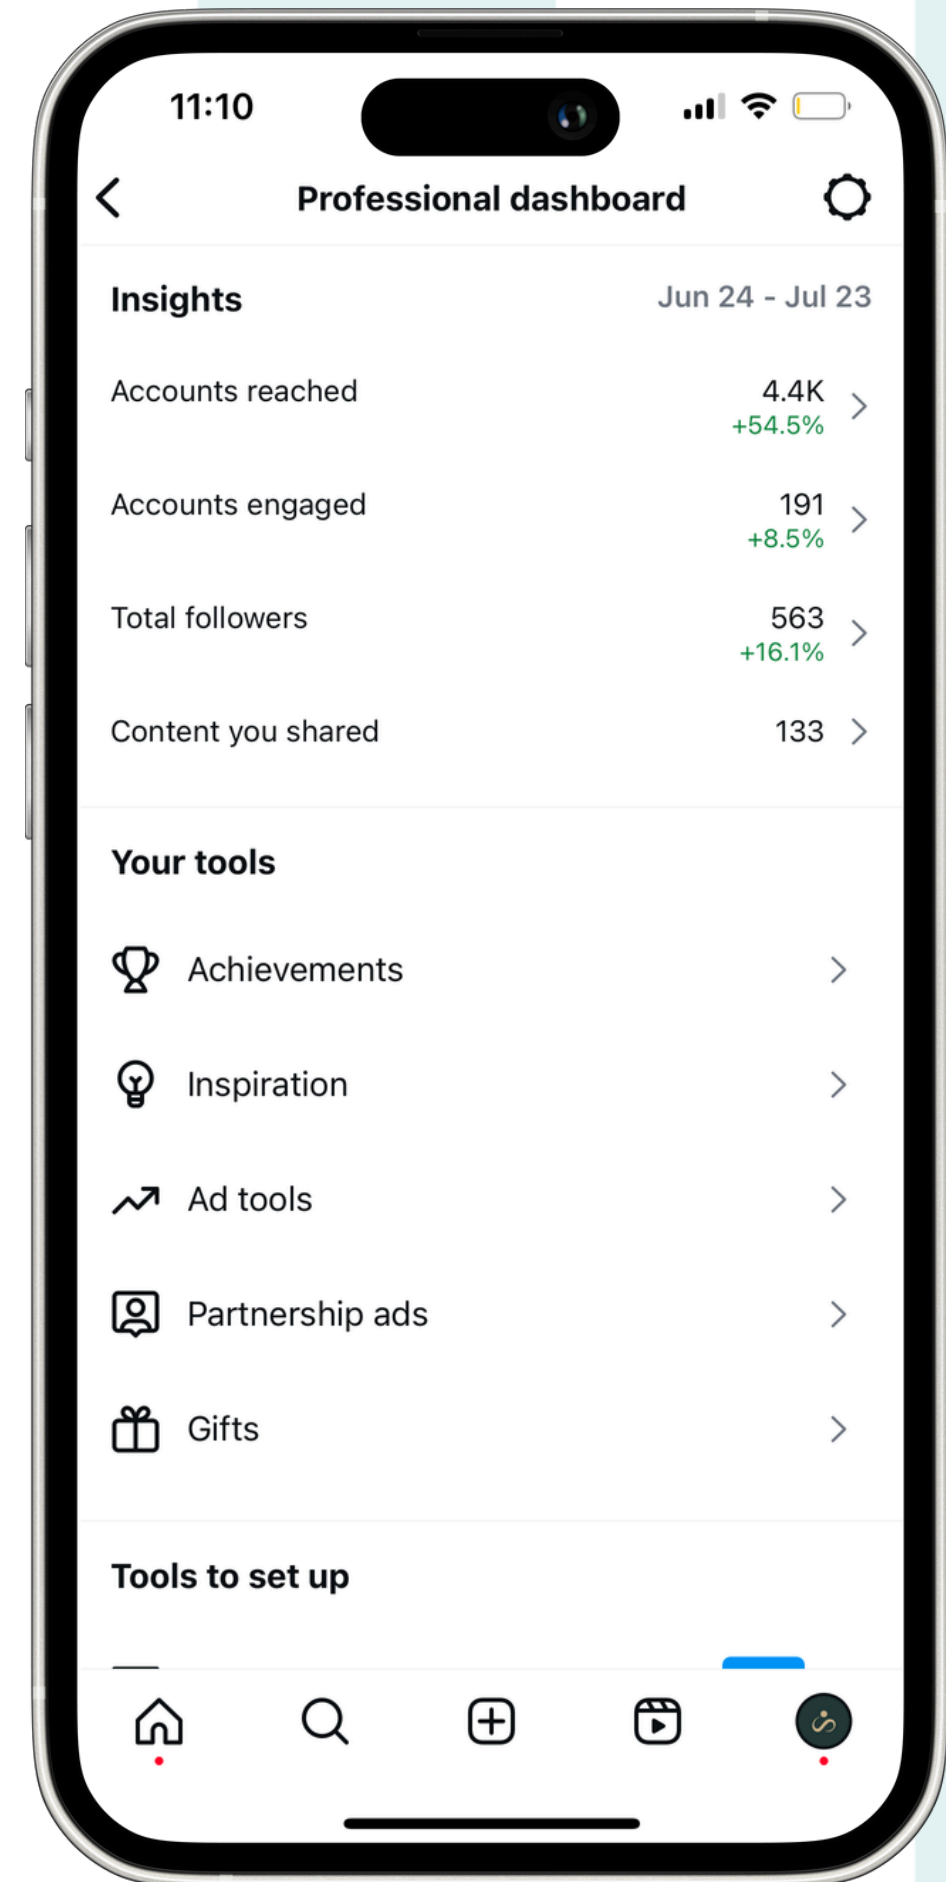 11:10
Professional dashboard
Insights Jun 24 - Jul 23
Accounts reached 4.4K
+54.5%
Accounts engaged 191
+8.5%
Total followers 563
+16.1%
Content you shared 133
Your tools
Achievements
Inspiration
Ad tools
Partnership ads
Gifts
Tools to set up